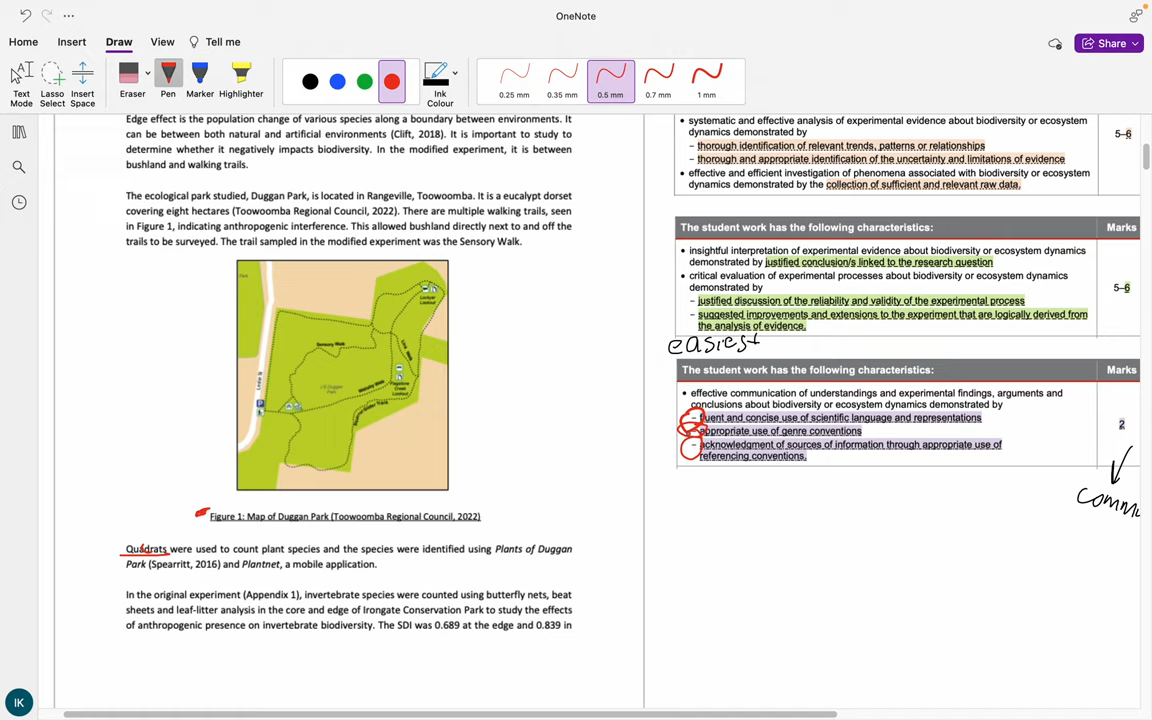 OneNote
Home Insert Draw View Tell me
Share
Text Mode
Lasso Select
Insert Space
Eraser
Pen
Marker
Highlighter
Ink Colour
0.25 mm
0.35 mm
0.5 mm
0.7 mm
1 mm
Edge effect is the population change of various species along a boundary between environments. It
can be between both natural and artificial environments (Clift, 2018). It is important to study to
determine whether it negatively impacts biodiversity. In the modified experiment, it is between
bushland and walking trails.
The ecological park studied, Duggan Park, is located in Rangeville, Toowoomba. It is a eucalypt dorset
covering eight hectares (Toowoomba Regional Council, 2022). There are multiple walking trails, seen
in Figure 1, indicating anthropogenic interference. This allowed bushland directly next to and off the
trails to be surveyed. The trail sampled in the modified experiment was the Sensory Walk.
Park
Lockyer
Lookout
Sensory Walk
Leslie St
J E Duggan
Park
Wallaby Walk
Flagstone
Creek
Lookout
Figure 1: Map of Duggan Park (Toowoomba Regional Council, 2022)
Quadrats were used to count plant species and the species were identified using Plants of Duggan
Park (Spearritt, 2016) and Plantnet, a mobile application.
In the original experiment (Appendix 1), invertebrate species were counted using butterfly nets, beat
sheets and leaf-litter analysis in the core and edge of Irongate Conservation Park to study the effects
of anthropogenic presence on invertebrate biodiversity. The SDI was 0.689 at the edge and 0.839 in
• systematic and effective analysis of experimental evidence about biodiversity or ecosystem
dynamics demonstrated by
– thorough identification of relevant trends, patterns or relationships
– thorough and appropriate identification of the uncertainty and limitations of evidence
• effective and efficient investigation of phenomena associated with biodiversity or ecosystem
dynamics demonstrated by the collection of sufficient and relevant raw data.
5–6
The student work has the following characteristics: Marks
• insightful interpretation of experimental evidence about biodiversity or ecosystem dynamics
demonstrated by justified conclusion/s linked to the research question
• critical evaluation of experimental processes about biodiversity or ecosystem dynamics
demonstrated by
– justified discussion of the reliability and validity of the experimental process
– suggested improvements and extensions to the experiment that are logically derived from
the analysis of evidence.
5–6
easiest
The student work has the following characteristics: Marks
• effective communication of understandings and experimental findings, arguments and
conclusions about biodiversity or ecosystem dynamics demonstrated by
– fluent and concise use of scientific language and representations
– appropriate use of genre conventions
– acknowledgment of sources of information through appropriate use of
referencing conventions.
2
commu
IK